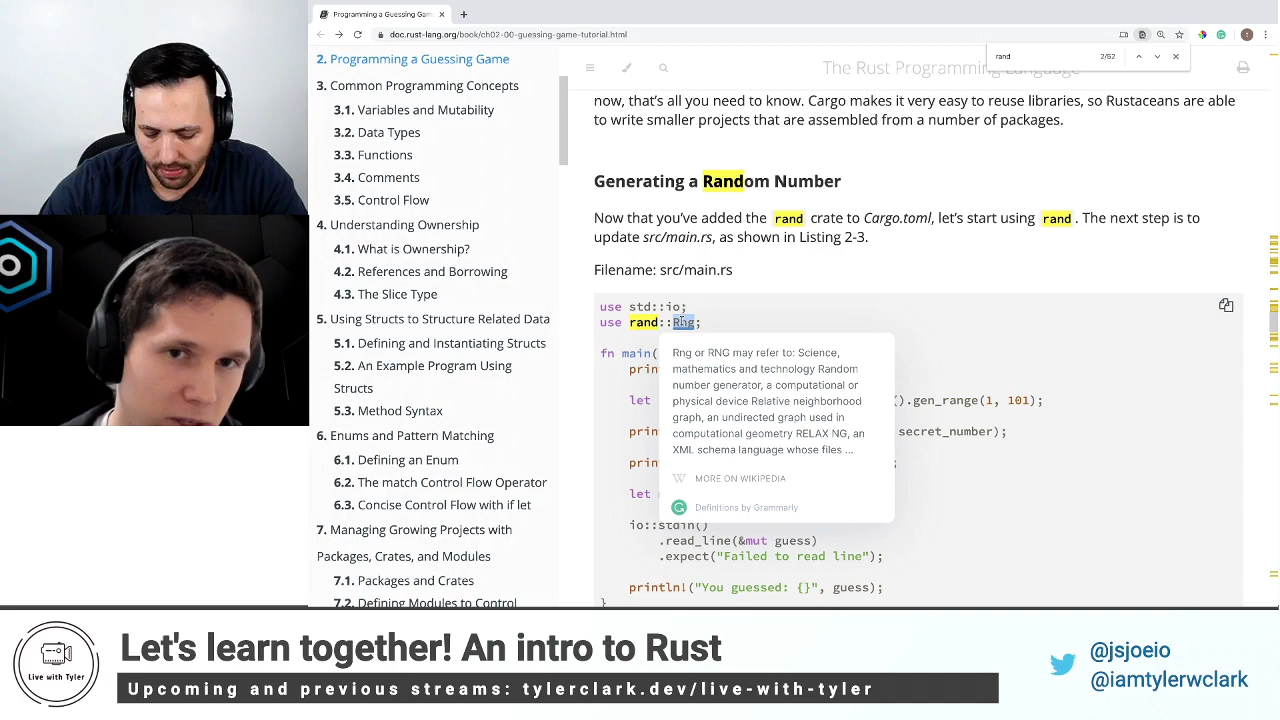 Programming a Guessing Gam
doc.rust-lang.org/book/ch02-00-guessing-game-tutorial.html
rand 2/52
2. Programming a Guessing Game
3. Common Programming Concepts
3.1. Variables and Mutability
3.2. Data Types
3.3. Functions
3.4. Comments
3.5. Control Flow
4. Understanding Ownership
4.1. What is Ownership?
4.2. References and Borrowing
4.3. The Slice Type
5. Using Structs to Structure Related Data
5.1. Defining and Instantiating Structs
5.2. An Example Program Using
Structs
5.3. Method Syntax
6. Enums and Pattern Matching
6.1. Defining an Enum
6.2. The match Control Flow Operator
6.3. Concise Control Flow with if let
7. Managing Growing Projects with
Packages, Crates, and Modules
7.1. Packages and Crates
7.2. Defining Modules to Control
The Rust Programming Language
now, that's all you need to know. Cargo makes it very easy to reuse libraries, so Rustaceans are able
to write smaller projects that are assembled from a number of packages.
Generating a Random Number
Now that you've added the rand crate to Cargo.toml, let's start using rand. The next step is to
update src/main.rs, as shown in Listing 2-3.
Filename: src/main.rs
use std::io;
use rand::Rng;
fn main(
prin
let ().gen_range(1, 101);
prin secret_number);
prin ;
let
io::stdin()
.read_line(&mut guess)
.expect("Failed to read line");
println!("You guessed: {}", guess);
}
Rng or RNG may refer to: Science,
mathematics and technology Random
number generator, a computational or
physical device Relative neighborhood
graph, an undirected graph used in
computational geometry RELAX NG, an
XML schema language whose files ...
MORE ON WIKIPEDIA
Definitions by Grammarly
Live with Tyler
Let's learn together! An intro to Rust
Upcoming and previous streams: tylerclark.dev/live-with-tyler
@jsjoeio
@iamtylerwclark